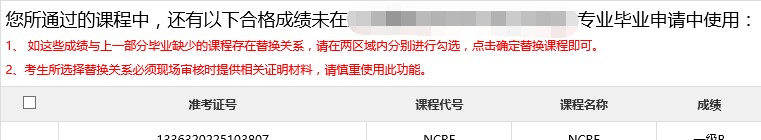 您所通过的课程中，还有以下合格成绩未在专业毕业申请中使用：
1、 如这些成绩与上一部分毕业缺少的课程存在替换关系，请在两区域内分别进行勾选，点击确定替换课程即可。
2、考生所选择替换关系必须现场审核时提供相关证明材料，请慎重使用此功能。
准考证号 课程代号 课程名称 成绩
1336320225103807 NCRE NCRE 一级B